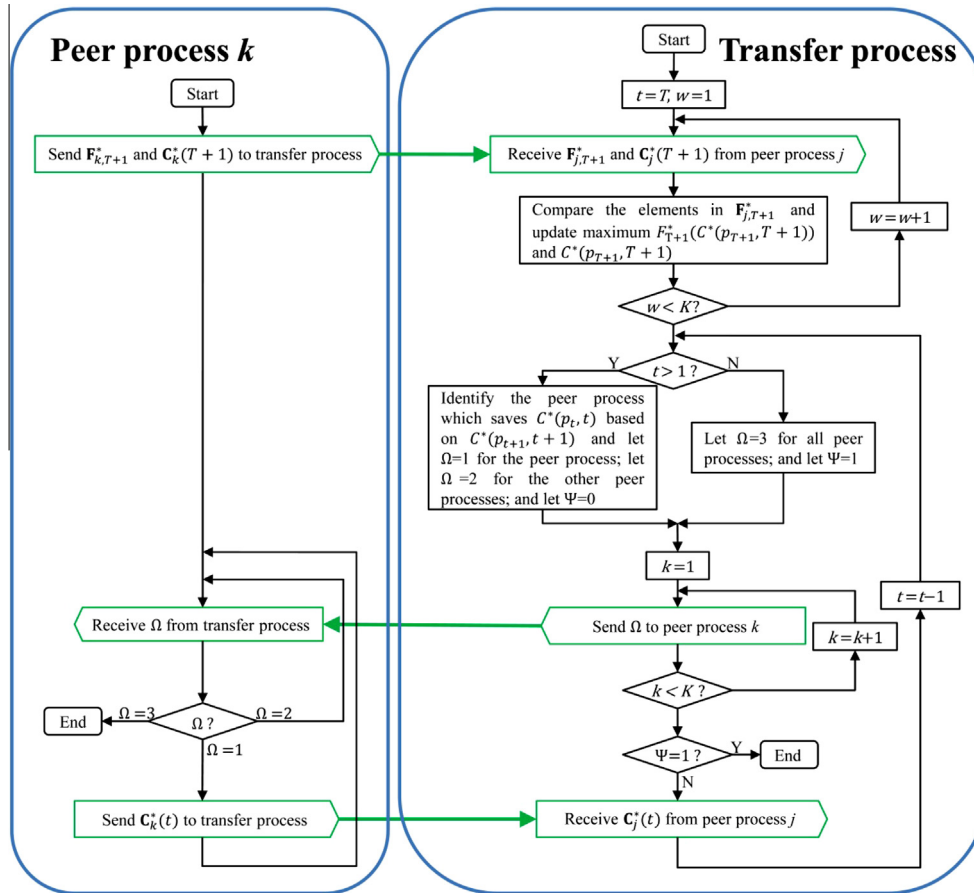 Peer process k
Start
Send F*k,T+1 and C*k(T + 1) to transfer process
Receive Ω from transfer process
Ω ?
Ω=3
End
Ω=2
Ω=1
Send C*k(t) to transfer process
Transfer process
Start
t=T, w=1
Receive F*j,T+1 and C*j(T + 1) from peer process j
Compare the elements in F*j,T+1 and
update maximum F*T+1(C*(pT+1, T + 1))
and C*(pT+1, T + 1)
w=w+1
w< K?
t> 1 ?
Y
N
Identify the peer process
which saves C*(pt, t) based
on C*(pt+1, t + 1) and let
Ω=1 for the peer process; let
Ω =2 for the other peer
processes; and let Ψ=0
Let Ω=3 for all peer
processes; and let Ψ=1
k=1
t=t−1
Send Ω to peer process k
k=k+1
k< K ?
Ψ=1 ?
Y
End
N
Receive C*j(t) from peer process j